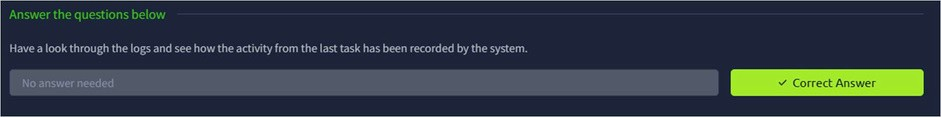 Answer the questions below
Have a look through the logs and see how the activity from the last task has been recorded by the system.
No answer needed
✓ Correct Answer